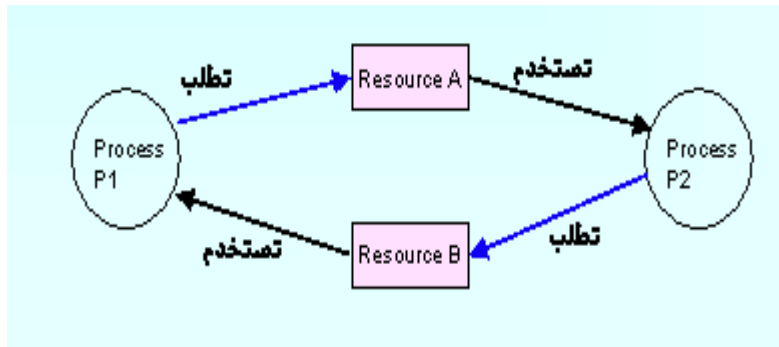 تطلب
Resource A
تستخدم
Process
P1
Process
P2
تستخدم
Resource B
تطلب